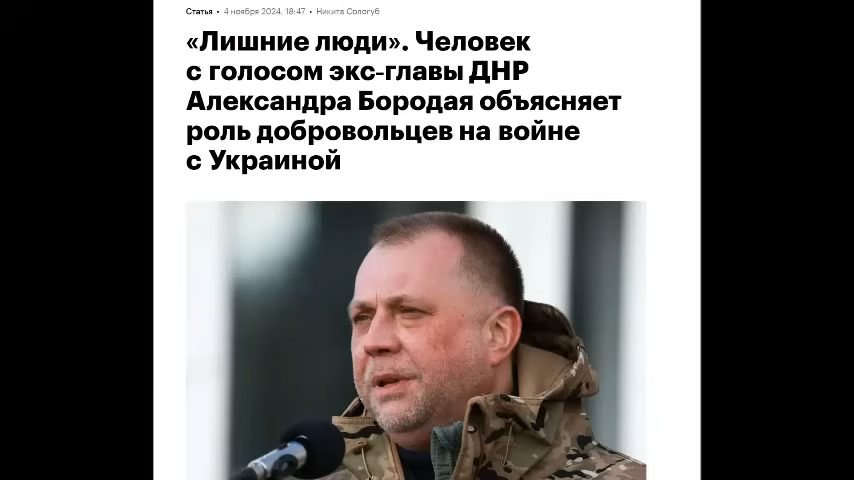 Статья • 4 ноября 2024, 18:47 • Никита Сологуб
«Лишние люди». Человек
с голосом экс-главы ДНР
Александра Бородая объясняет
роль добровольцев на войне
с Украиной